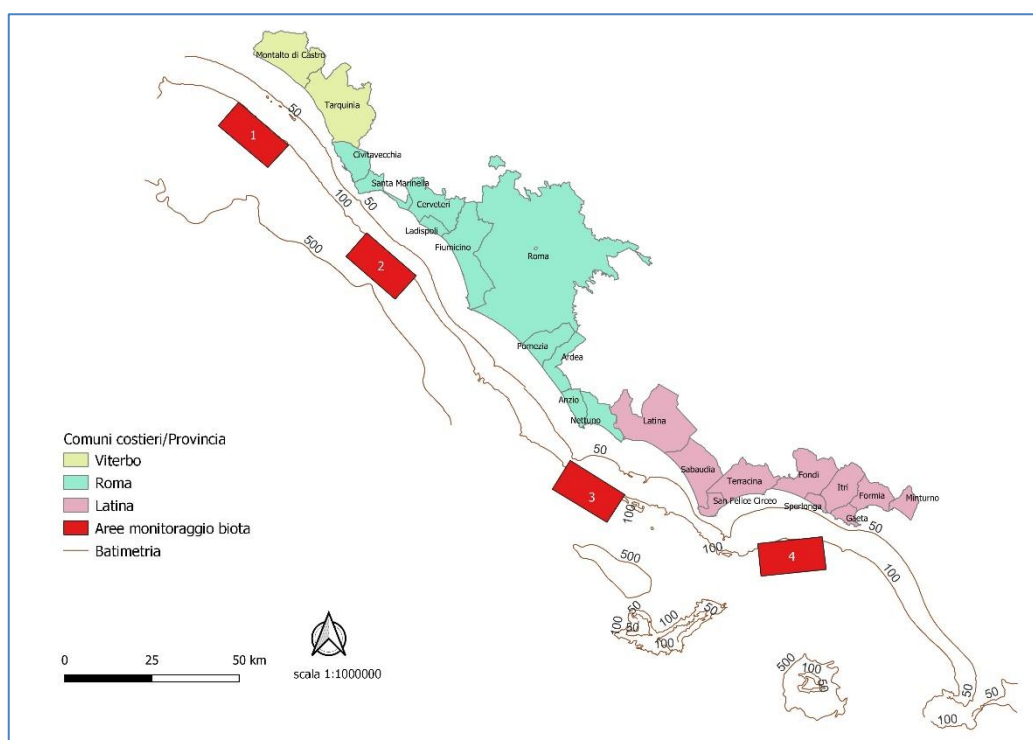 Montalto di Castro
50
Tarquinia
1
Civitavecchia
Santa Marinella
100
50
Cerveteri
Ladispoli
500
Fiumicino
Roma
2
Pomezia
Ardea
Anzio
Nettuno
Latina
50
Sabaudia
Terracina
Fondi
Itri
Formia
Minturno
San Felice Circeo
Sperlonga
Gaeta
50
3
100
100
4
100
500
50
100
50
50
100
100
500
100
50
50
50
100
Comuni costieri/Provincia
Viterbo
Roma
Latina
Aree monitoraggio biota
Batimetria
0 25 50 km
scala 1:1000000